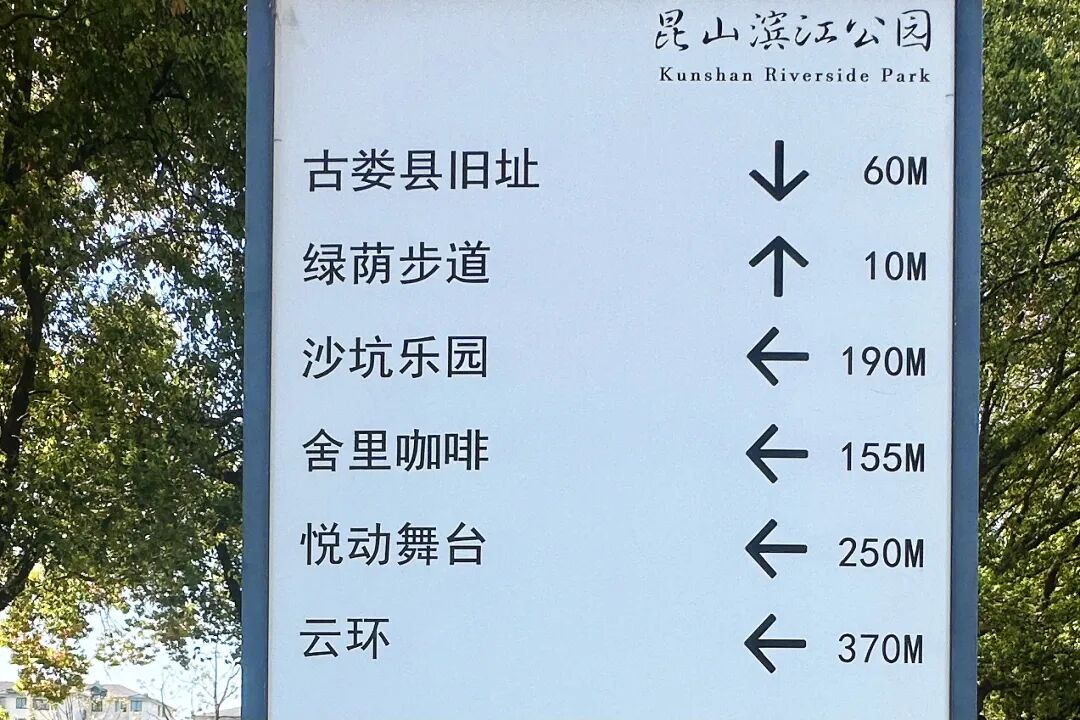 昆山滨江公园
Kunshan Riverside Park
古娄县旧址 ↓ 60M
绿荫步道 ↑ 10M
沙坑乐园 ← 190M
舍里咖啡 ← 155M
悦动舞台 ← 250M
云环 ← 370M